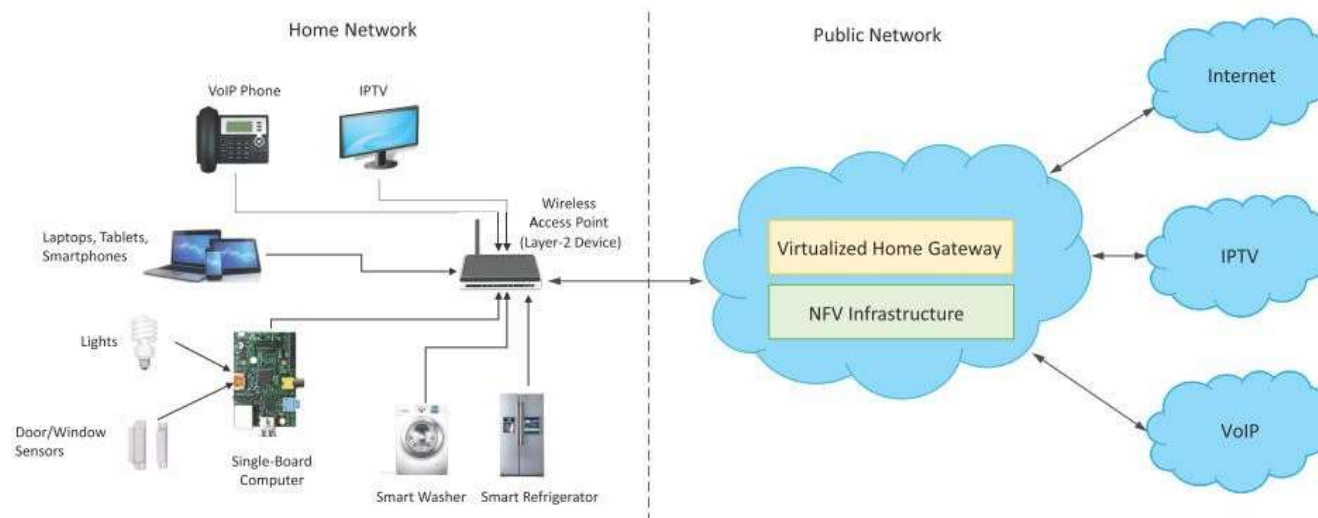 Home Network
Public Network
VoIP Phone
IPTV
Wireless
Access Point
(Layer-2 Device)
Laptops, Tablets,
Smartphones
Lights
Door/Window
Sensors
Single-Board
Computer
Smart Washer
Smart Refrigerator
Virtualized Home Gateway
NFV Infrastructure
Internet
IPTV
VoIP